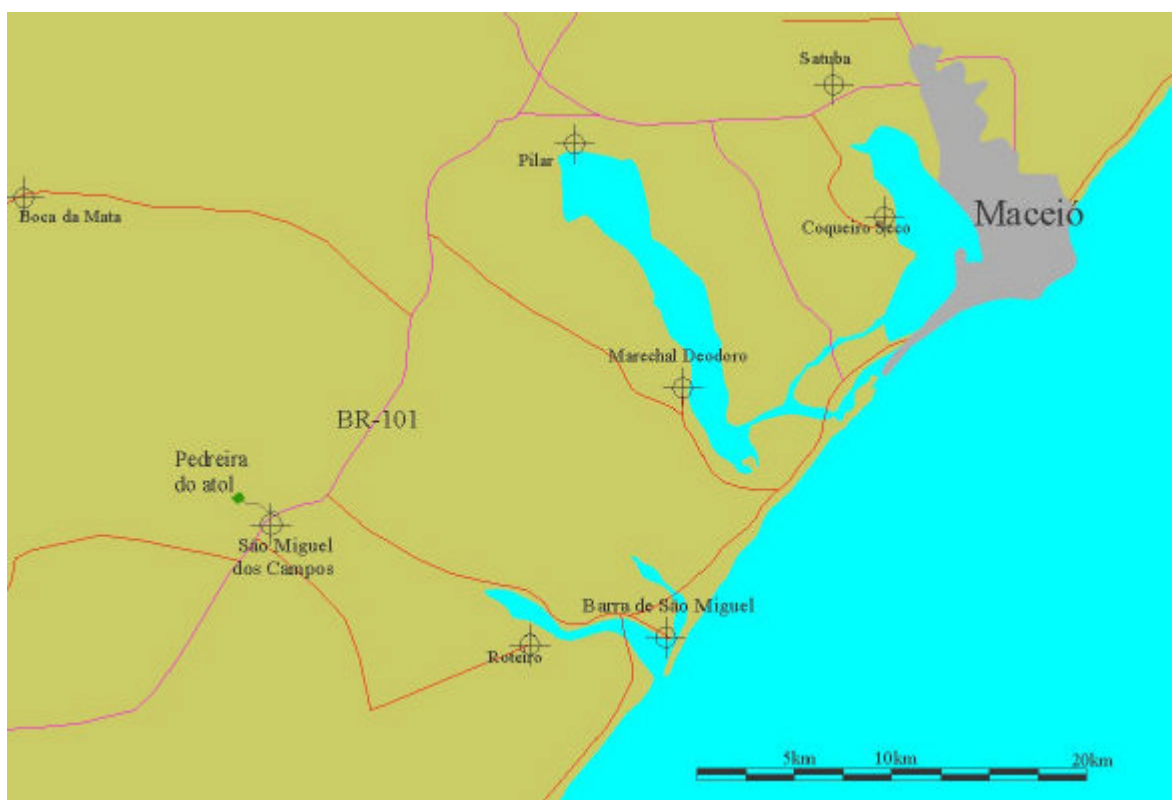 Satuba
Pilar
Boca da Mata
Maceió
Coqueiro Seco
Marechal Deodoro
BR-101
Pedreira
do atol
São Miguel
dos Campos
Barra de São Miguel
Roteiro
5km 10km 20km